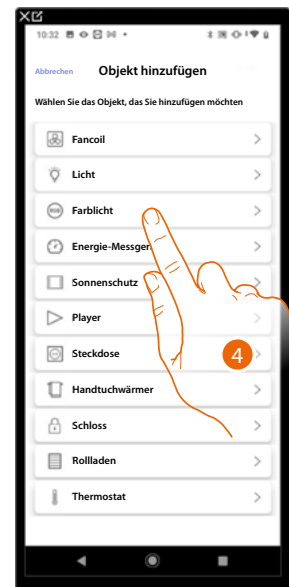 10:32
Abbrechen Objekt hinzufügen
Wählen Sie das Objekt, das Sie hinzufügen möchten
Fancoil
Licht
RGB Farblicht
Energie-Messger
Sonnenschutz
Player
Steckdose
4
Handtuchwärmer
Schloss
Rollladen
Thermostat